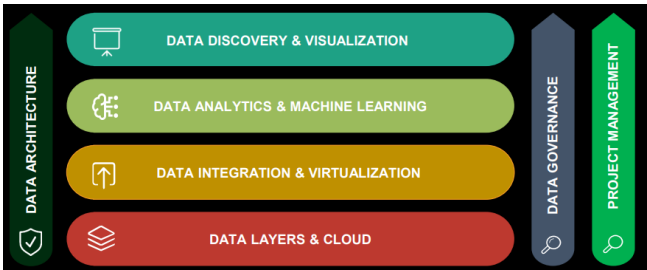 DATA ARCHITECTURE
DATA DISCOVERY & VISUALIZATION
DATA ANALYTICS & MACHINE LEARNING
DATA INTEGRATION & VIRTUALIZATION
DATA LAYERS & CLOUD
DATA GOVERNANCE
PROJECT MANAGEMENT